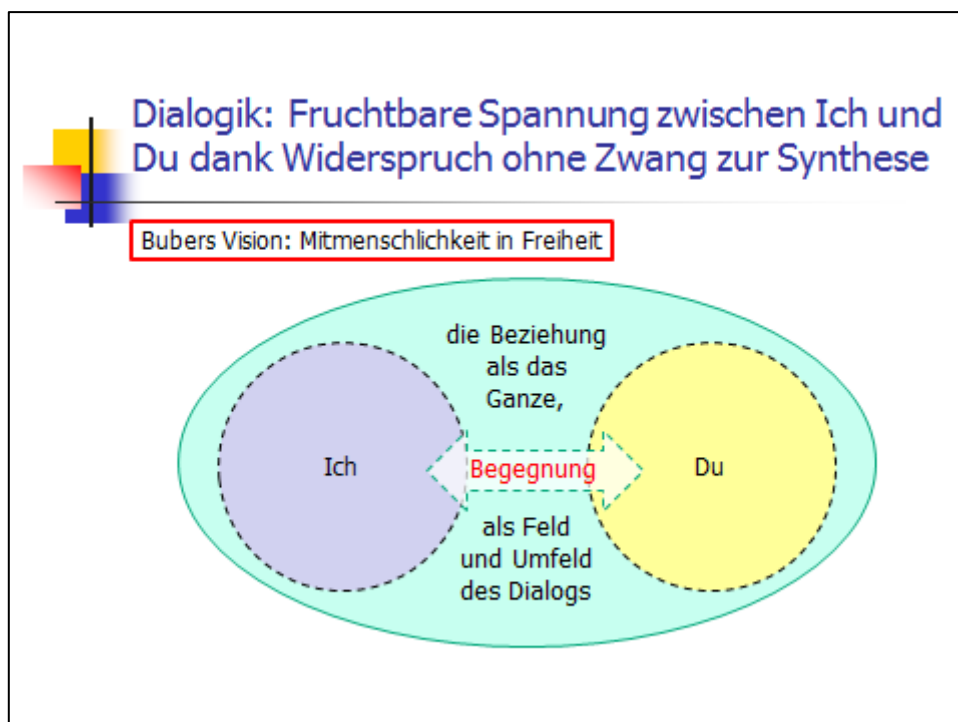 Dialogik: Fruchtbare Spannung zwischen Ich und
Du dank Widerspruch ohne Zwang zur Synthese
Bubers Vision: Mitmenschlichkeit in Freiheit
die Beziehung
als das
Ganze,
Ich
Begegnung
Du
als Feld
und Umfeld
des Dialogs